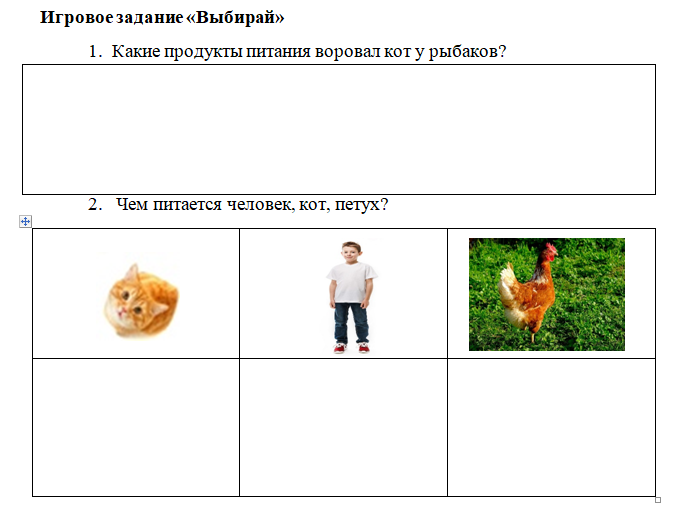 Игровое задание «Выбирай»
1. Какие продукты питания воровал кот у рыбаков?
2. Чем питается человек, кот, петух?